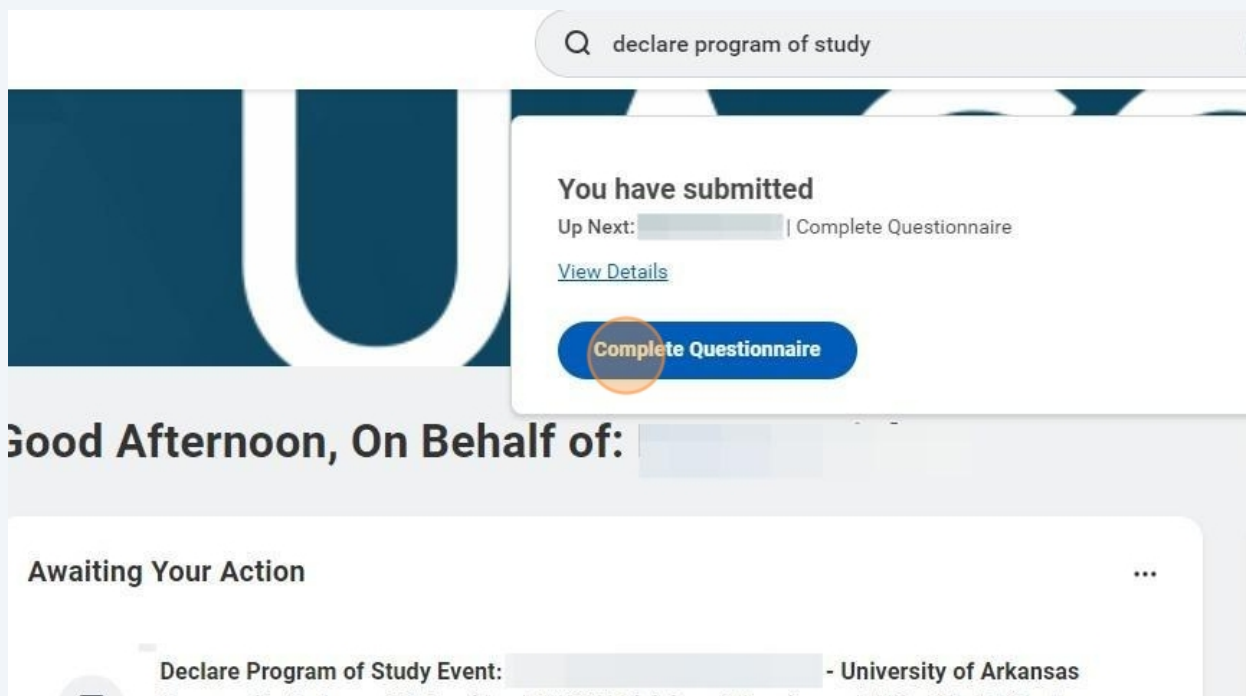 declare program of study
You have submitted
Up Next: | Complete Questionnaire
View Details
Complete Questionnaire
Good Afternoon, On Behalf of:
Awaiting Your Action
Declare Program of Study Event: - University of Arkansas